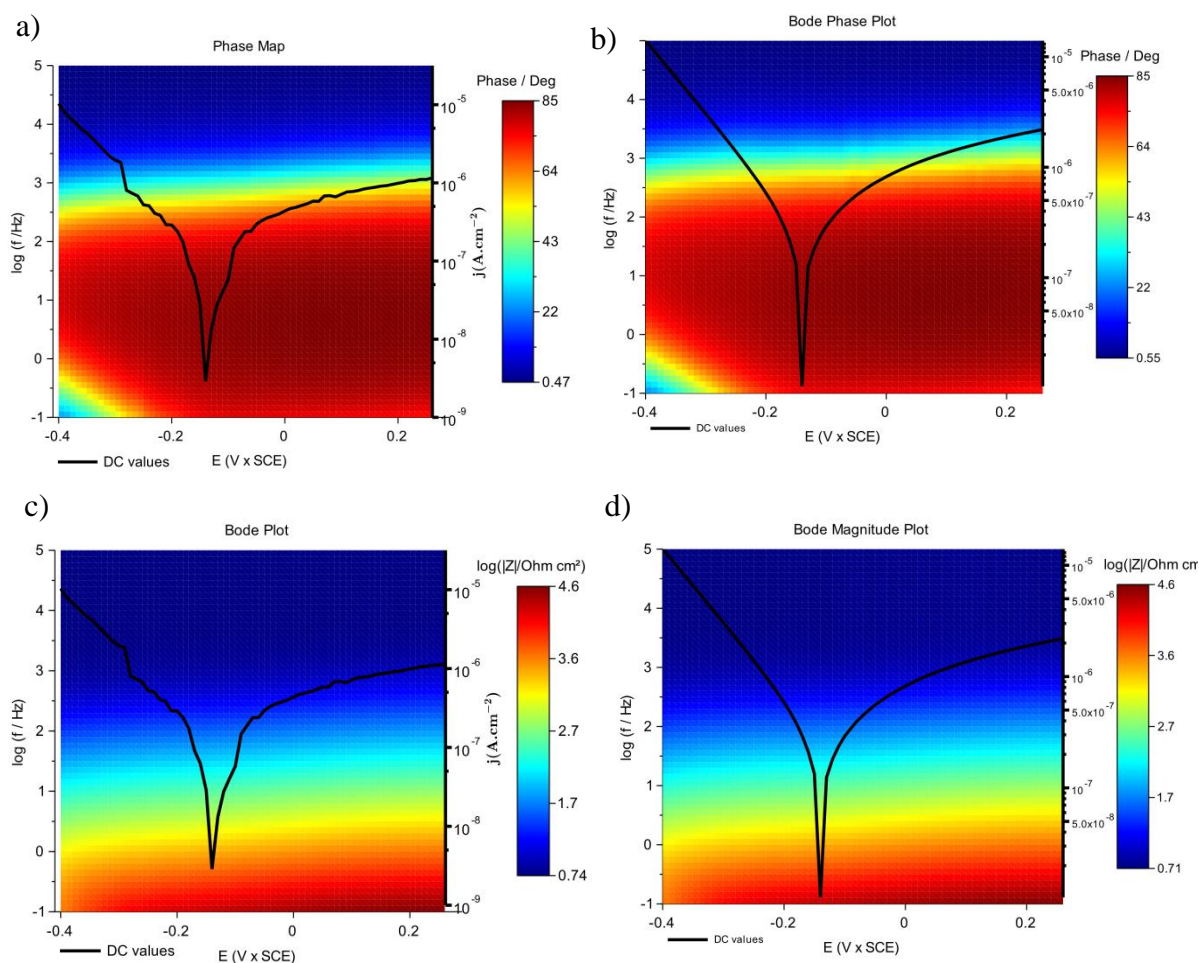 a)
Phase Map
5
4
3
2
1
0
-1
log (f /Hz)
-0.4
-0.2
0
0.2
E (V x SCE)
DC values
10⁻⁵
10⁻⁶
10⁻⁷
10⁻⁸
10⁻⁹
j(A.cm⁻²)
Phase / Deg
85
64
43
22
0.47
b)
Bode Phase Plot
4
3
2
1
0
-1
log (f /Hz)
-0.4
-0.2
0
0.2
E (V x SCE)
DC values
10⁻⁵
5.0x10⁻⁶
10⁻⁶
5.0x10⁻⁷
10⁻⁷
5.0x10⁻⁸
Phase / Deg
85
64
43
22
0.55
c)
Bode Plot
5
4
3
2
1
0
-1
log (f / Hz)
-0.4
-0.2
0
0.2
E (V x SCE)
DC values
10⁻⁵
10⁻⁶
10⁻⁷
10⁻⁸
10⁻⁹
j(A.cm⁻²)
log(|Z|/Ohm cm²)
4.6
3.6
2.7
1.7
0.74
d)
Bode Magnitude Plot
5
4
3
2
1
0
-1
log (f / Hz)
-0.4
-0.2
0
0.2
E (V x SCE)
DC values
10⁻⁵
5.0x10⁻⁶
10⁻⁶
5.0x10⁻⁷
10⁻⁷
5.0x10⁻⁸
log(|Z|/Ohm cm
4.6
3.6
2.7
1.7
0.71